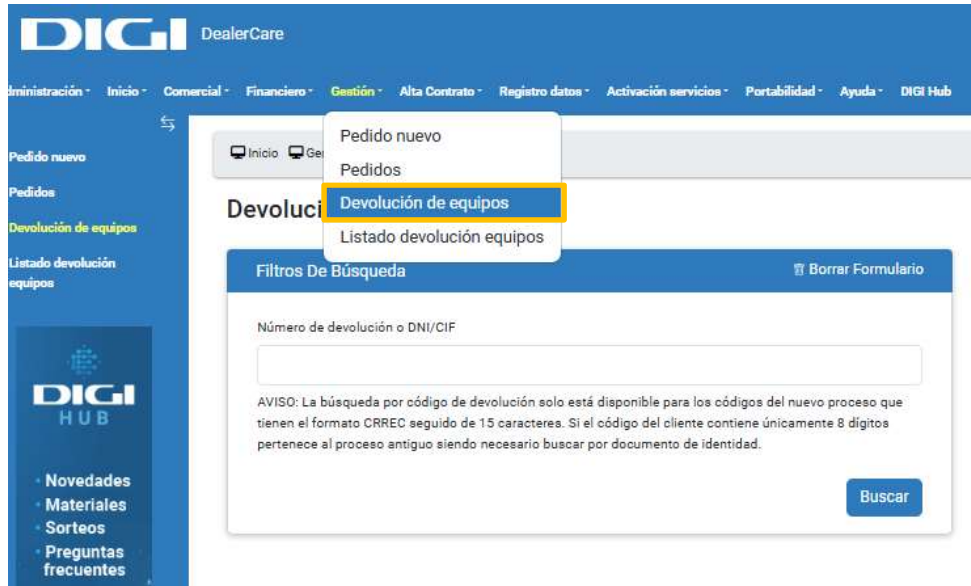 DIGI DealerCare
dministración Inicio Comercial Financiero Gestión Alta Contrato Registro datos Activación servicios Portabilidad Ayuda DIGI Hub
Pedido nuevo
Pedidos
Devolución de equipos
Listado devolución equipos
Pedido nuevo
Pedidos
Devolución de equipos
Listado devolución
equipos
Inicio Ge
Devoluci
Filtros De Búsqueda Borrar Formulario
Número de devolución o DNI/CIF
AVISO: La búsqueda por código de devolución solo está disponible para los códigos del nuevo proceso que
tienen el formato CRREC seguido de 15 caracteres. Si el código del cliente contiene únicamente 8 dígitos
pertenece al proceso antiguo siendo necesario buscar por documento de identidad.
Buscar
DIGI
HUB
Novedades
Materiales
Sorteos
Preguntas
frecuentes